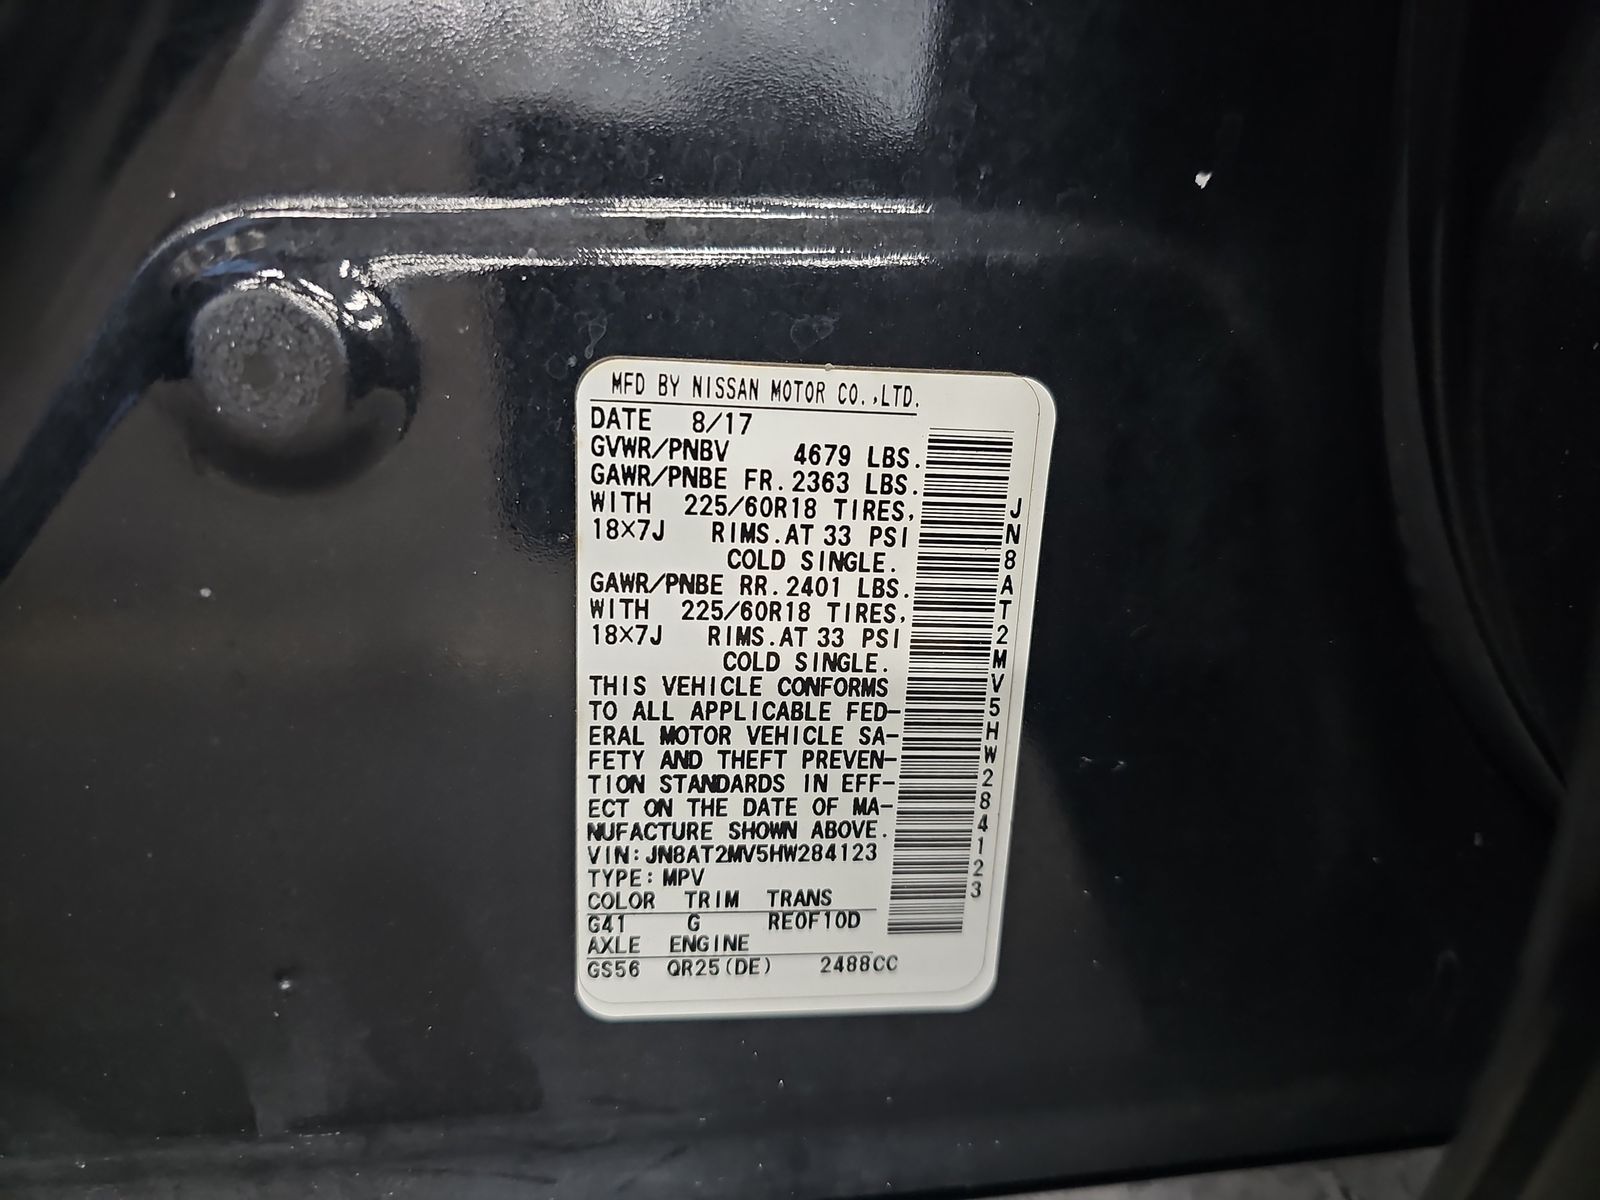 MFD BY NISSAN MOTOR CO.,LTD.
DATE 8/17
GVWR/PNBV 4679 LBS.
GAWR/PNBE FR. 2363 LBS.
WITH 225/60R18 TIRES,
18×7J RIMS. AT 33 PSI
COLD SINGLE.
GAWR/PNBE RR. 2401 LBS.
WITH 225/60R18 TIRES,
18×7J RIMS. AT 33 PSI
COLD SINGLE.
THIS VEHICLE CONFORMS
TO ALL APPLICABLE FED-
ERAL MOTOR VEHICLE SA-
FETY AND THEFT PREVEN-
TION STANDARDS IN EFF-
ECT ON THE DATE OF MA-
NUFACTURE SHOWN ABOVE.
VIN: JN8AT2MV5HW284123
TYPE: MPV
COLOR TRIM TRANS
G41 G RE0F10D
AXLE ENGINE
GS56 QR25(DE) 2488CC
JN8AT2MV5HW284123